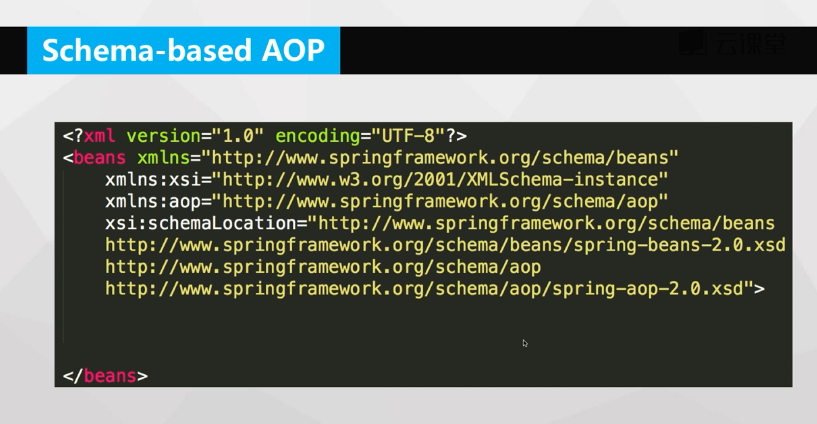 Schema-based AOP
云课堂
<?xml version="1.0" encoding="UTF-8"?>
<beans xmlns="http://www.springframework.org/schema/beans"
xmlns:xsi="http://www.w3.org/2001/XMLSchema-instance"
xmlns:aop="http://www.springframework.org/schema/aop"
xsi:schemaLocation="http://www.springframework.org/schema/beans
http://www.springframework.org/schema/beans/spring-beans-2.0.xsd
http://www.springframework.org/schema/aop
http://www.springframework.org/schema/aop/spring-aop-2.0.xsd">
</beans>